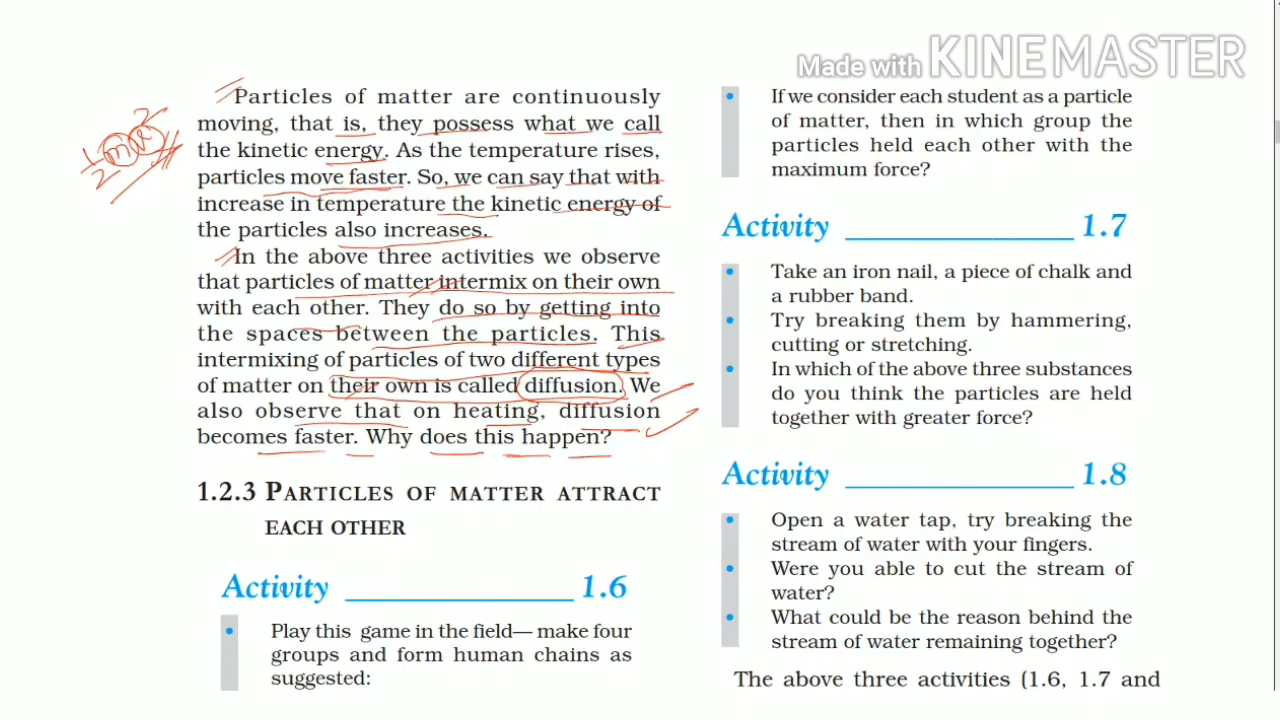 Made with KINEMASTER
Particles of matter are continuously
moving, that is, they possess what we call
the kinetic energy. As the temperature rises,
particles move faster. So, we can say that with
increase in temperature the kinetic energy of
the particles also increases.
In the above three activities we observe
that particles of matter intermix on their own
with each other. They do so by getting into
the spaces between the particles. This
intermixing of particles of two different types
of matter on their own is called diffusion. We
also observe that on heating, diffusion
becomes faster. Why does this happen?
1.2.3 PARTICLES OF MATTER ATTRACT
EACH OTHER
Activity ______________ 1.6
• Play this game in the field— make four
groups and form human chains as
suggested:
• If we consider each student as a particle
of matter, then in which group the
particles held each other with the
maximum force?
Activity ______________ 1.7
• Take an iron nail, a piece of chalk and
a rubber band.
• Try breaking them by hammering,
cutting or stretching.
• In which of the above three substances
do you think the particles are held
together with greater force?
Activity ______________ 1.8
• Open a water tap, try breaking the
stream of water with your fingers.
• Were you able to cut the stream of
water?
• What could be the reason behind the
stream of water remaining together?
The above three activities (1.6, 1.7 and